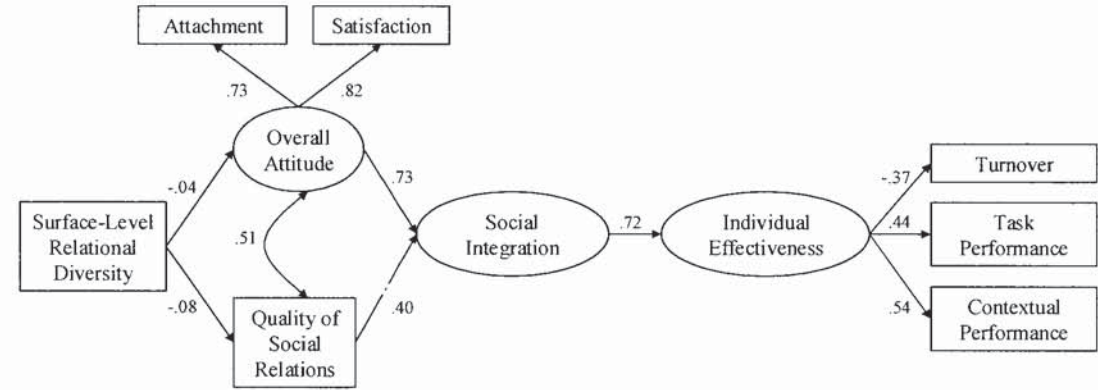 Attachment
Satisfaction
.73
.82
Overall
Attitude
-.04
.73
-.37
Turnover
Surface-Level
Relational
Diversity
.51
Social
Integration
.72
Individual
Effectiveness
.44
Task
Performance
-.08
Quality of
Social
Relations
.40
.54
Contextual
Performance